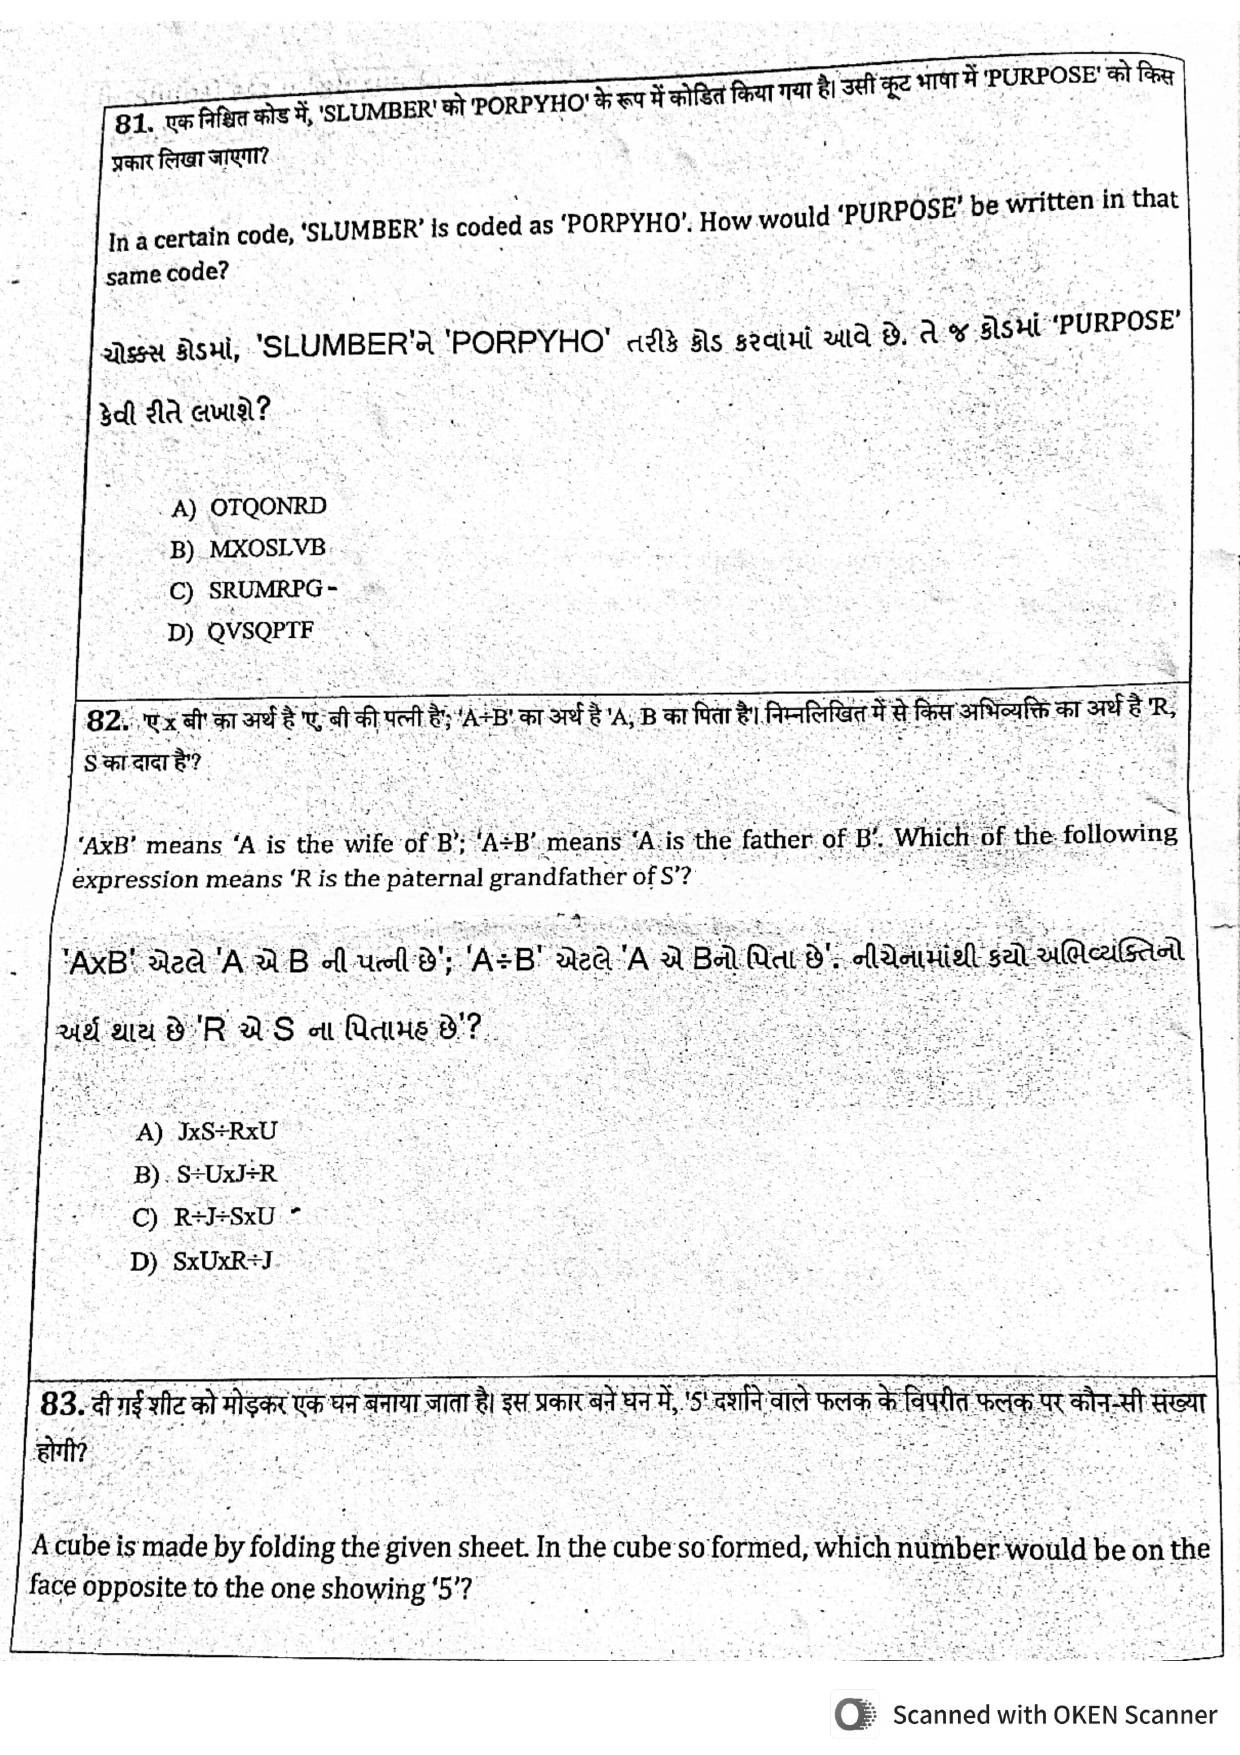 81. एक निश्चित कोड में, 'SLUMBER' को 'PORPYHO' के रूप में कोडित किया गया है। उसी कूट भाषा में 'PURPOSE' को किस
प्रकार लिखा जाएगा?
In a certain code, ‘SLUMBER’ is coded as ‘PORPYHO’. How would ‘PURPOSE’ be written in that
same code?
ચોક્કસ કોડમાં, 'SLUMBER'ને 'PORPYHO' તરીકે કોડ કરવામાં આવે છે. તે જ કોડમાં 'PURPOSE'
કેવી રીતે લખાશે?
A) OTQONRD
B) MXOSLVB
C) SRUMRPG
D) QVSQPTF
82. 'ए x बी' का अर्थ है 'ए, बी की पत्नी है'; 'A÷B' का अर्थ है 'A, B का पिता है'। निम्नलिखित में से किस अभिव्यक्ति का अर्थ है 'R,
S का दादा है'?
‘AxB’ means ‘A is the wife of B’; ‘A÷B’ means ‘A is the father of B’. Which of the following
expression means ‘R is the paternal grandfather of S’?
'AxB' એટલે 'A એ B ની પત્ની છે'; 'A÷B' એટલે 'A એ Bનો પિતા છે'. નીચેનામાંથી કયો અભિવ્યક્તિનો
અર્થ થાય છે 'R એ S ના પિતામહ છે'?
A) JxS÷RxU
B) S÷UxJ÷R
C) R÷J÷SxU
D) SxUxR÷J
83. दी गई शीट को मोड़कर एक घन बनाया जाता है। इस प्रकार बने घन में, '5' दर्शाने वाले फलक के विपरीत फलक पर कौन-सी संख्या
होगी?
A cube is made by folding the given sheet. In the cube so formed, which number would be on the
face opposite to the one showing ‘5’?
Scanned with OKEN Scanner